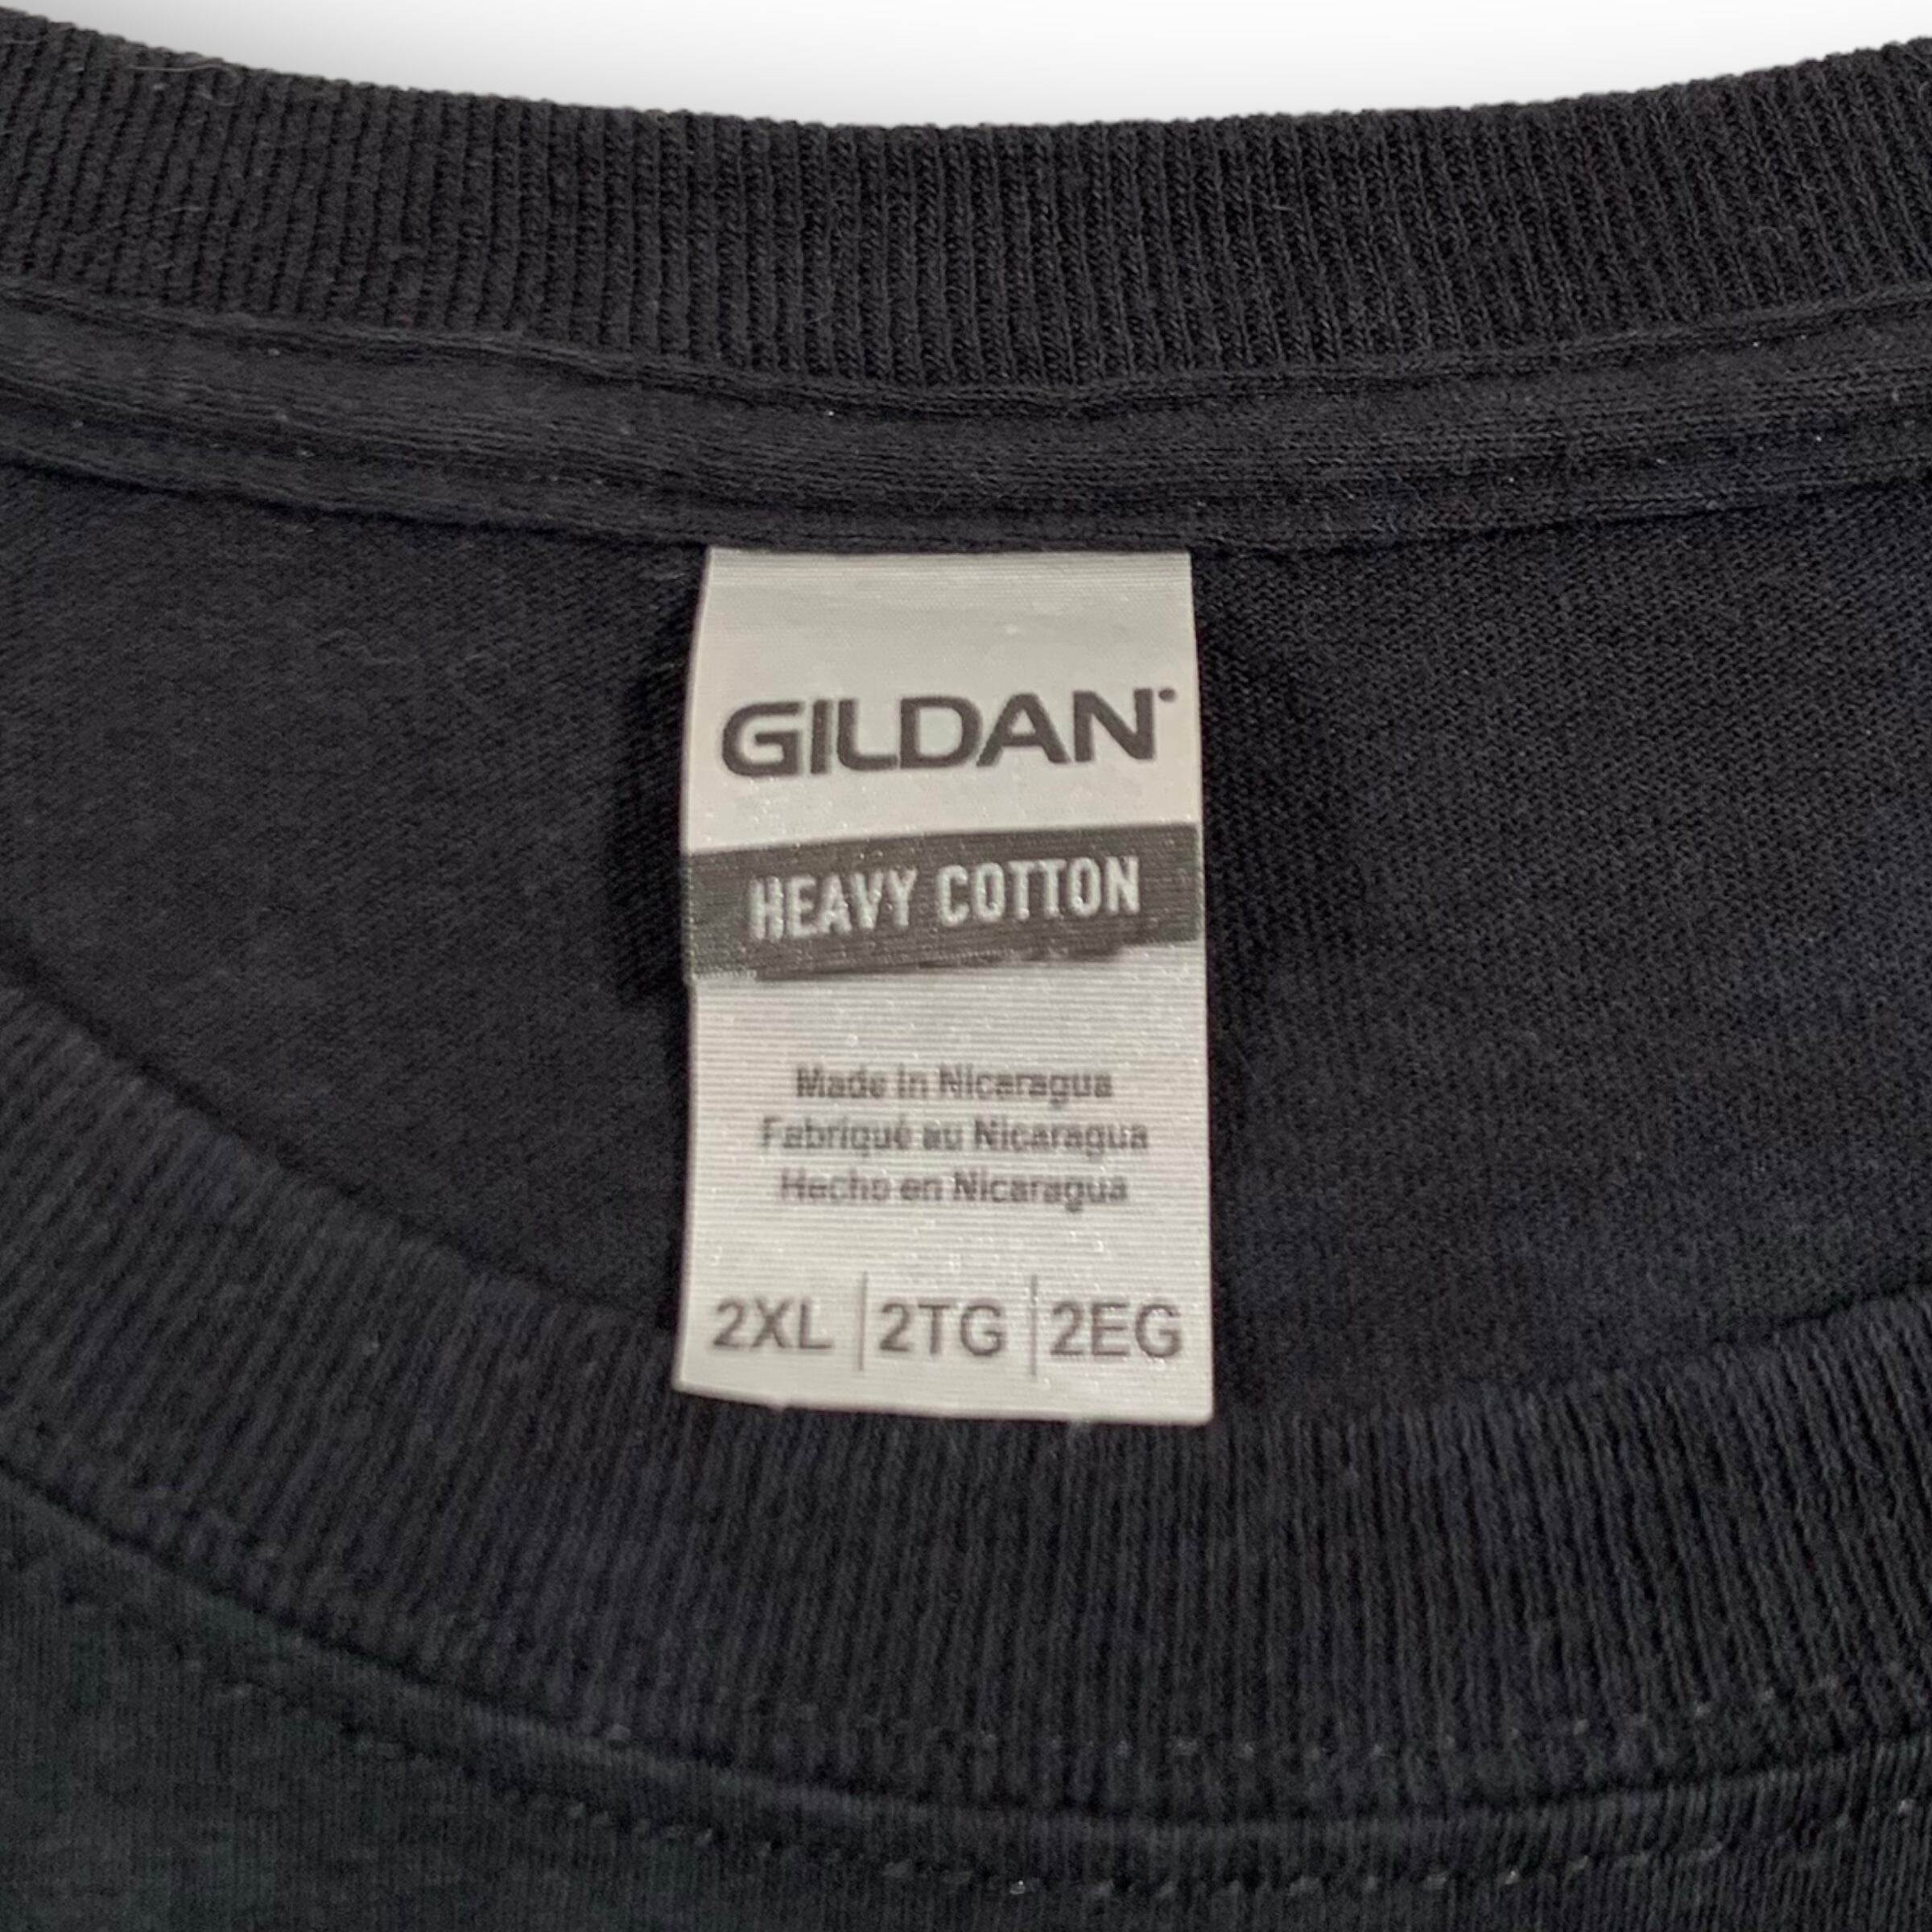 GILDAN
HEAVY COTTON
Made in Nicaragua
Fabriqué au Nicaragua
Hecho en Nicaragua
2XL | 2TG | 2EG